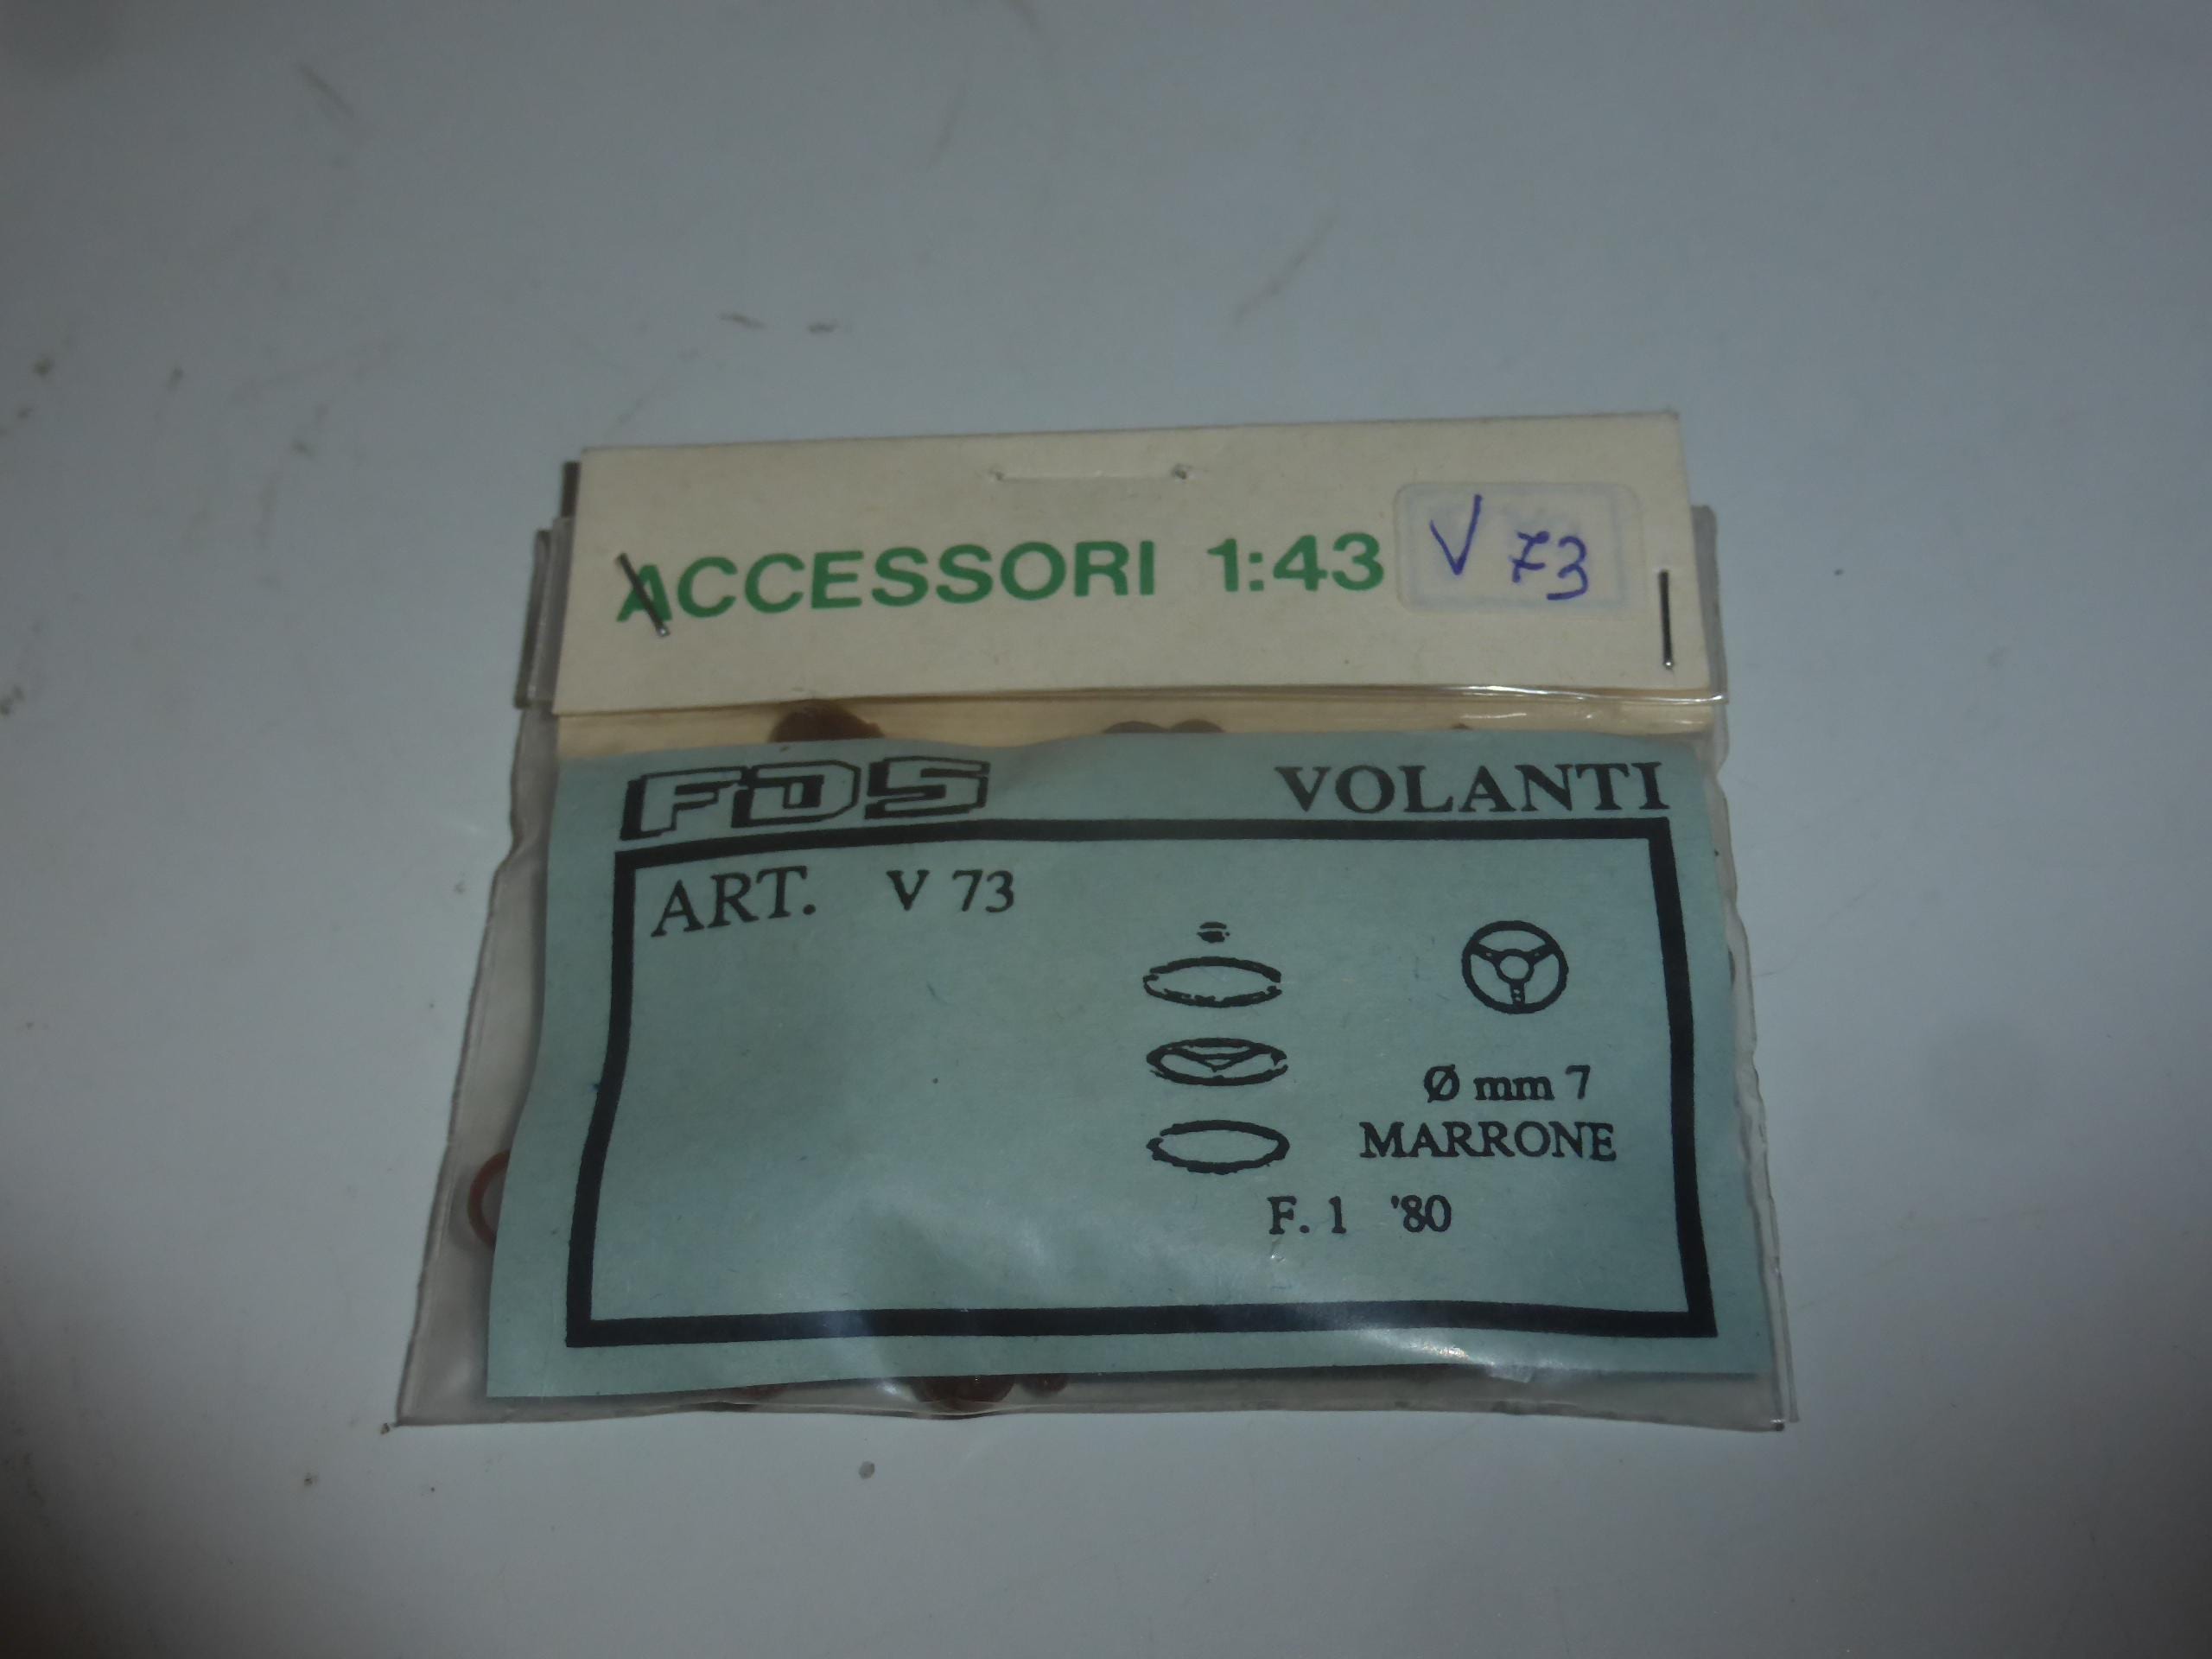 ACCESSORI 1:43 V 73
FDS VOLANTI
ART. V 73
Ø mm 7
MARRONE
F. 1 '80